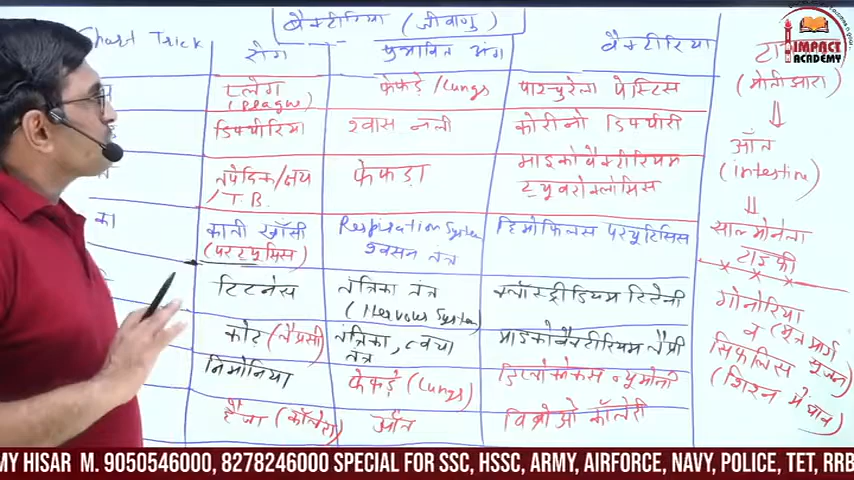 बैक्टीरिया (जीवाणु)
Short Trick
रोग
प्रभावित अंग
बैक्टीरिया
प्लेग
(Plague)
फेफड़े/Lungs
पाश्चुरेला पेस्टिस
डिफ्थीरिया
श्वास नली
कोरीनो डिफ्थीरी
तपेदिक/क्षय
/T.B.
फेफड़ा
माइकोबैक्टीरियम
ट्यूबरोक्लोसिस
का
काली खाँसी
(परट्यूसिस)
Respiration System
श्वसन तंत्र
हिमोफिलस परट्यूसिस
टिटनेस
तंत्रिका तंत्र
(Nervous System)
क्लॉस्ट्रीडियम टिटेनी
कोट (लैप्रसी)
तंत्रिका, त्वचा
तंत्र
माइकोबैक्टीरियम लैप्री
निमोनिया
फेफड़े (Lungs)
डिप्लोकोकस न्यूमोनी
हैजा (कॉलेरा)
आँत
विब्रीओ कॉलेरी
(मोतीझारा)
आँत
(intestine)
साल्मोनेला
टाइफी
गोनोरिया
व (मूत्र मार्ग
सिफलिस सूजन)
(शिश्न में घाव)
IMPACT
ACADEMY
MY HISAR M. 9050546000, 8278246000 SPECIAL FOR SSC, HSSC, ARMY, AIRFORCE, NAVY, POLICE, TET, RRB